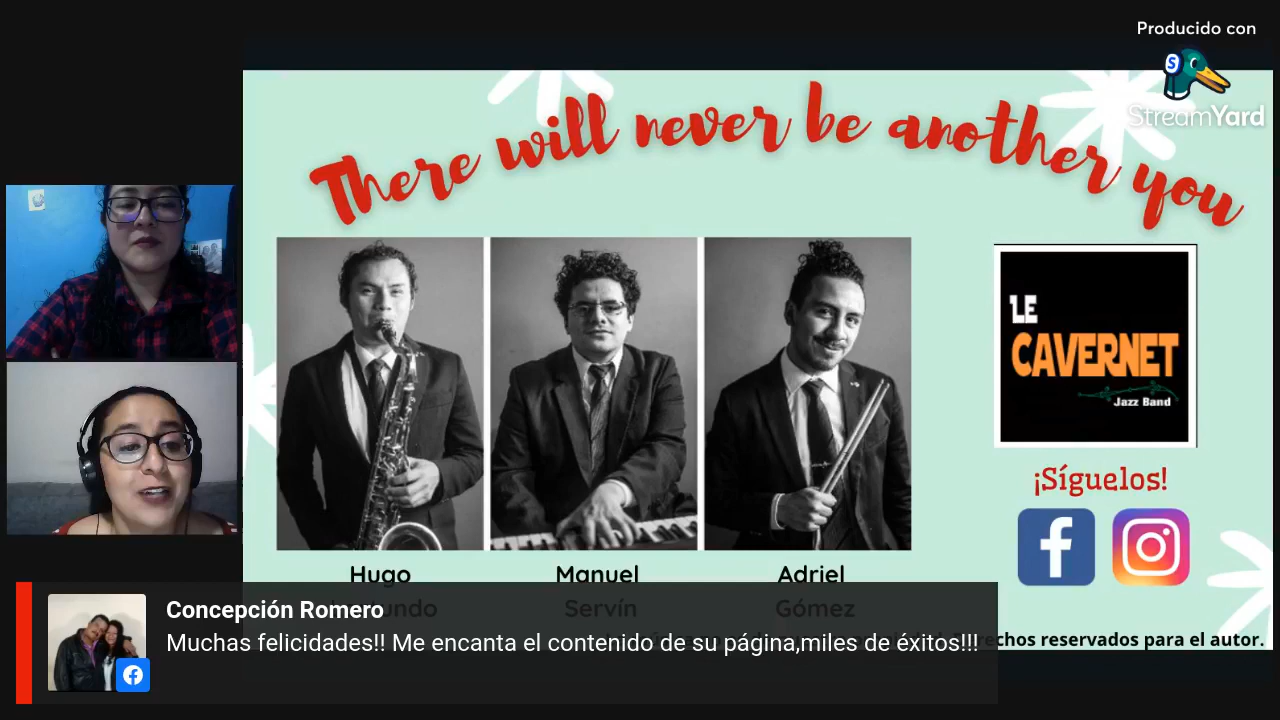 Producido con
StreamYard
There will never be another you
LE
CAVERNET
Jazz Band
¡Síguelos!
Hugo
Manuel
Servín
Adriel
Gómez
rechos reservados para el autor.
Concepción Romero
Muchas felicidades!! Me encanta el contenido de su página,miles de éxitos!!!